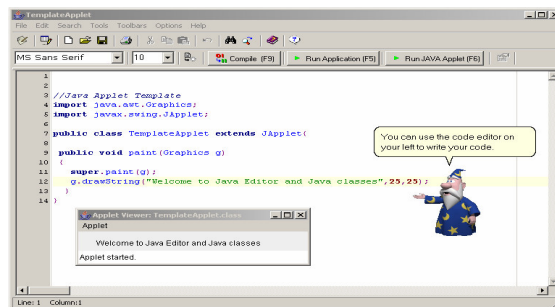 TemplateApplet
File Edit Search Tools Toolbars Options Help
MS Sans Serif 10 Compile (F9) Run Application (F5) Run JAVA Applet (F6)
1
2
3 //Java Applet Template
4 import java.awt.Graphics;
5 import javax.swing.JApplet;
6
7 public class TemplateApplet extends JApplet{
8
9 public void paint(Graphics g)
10 {
11 super.paint(g);
12 g.drawString("Welcome to Java Editor and Java classes",25,25);
13 }
14 }
You can use the code editor on
your left to write your code.
Applet Viewer: TemplateApplet.class
Applet
Welcome to Java Editor and Java classes
Applet started.
Line: 1 Column:1